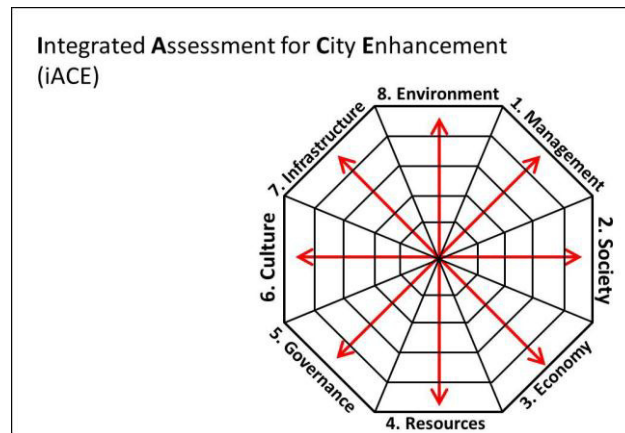 Integrated Assessment for City Enhancement
(iACE)
8. Environment
1. Management
2. Society
3. Economy
4. Resources
5. Governance
6. Culture
7. Infrastructure